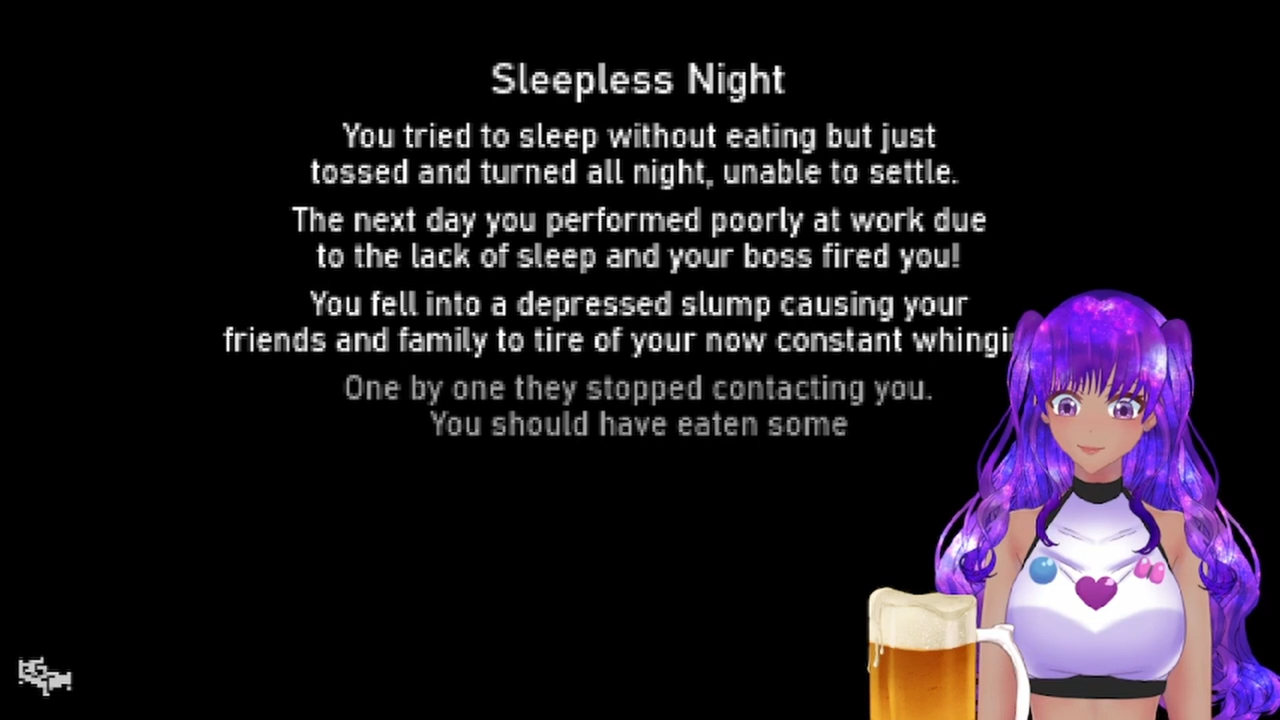 Sleepless Night
You tried to sleep without eating but just
tossed and turned all night, unable to settle.
The next day you performed poorly at work due
to the lack of sleep and your boss fired you!
You fell into a depressed slump causing your
friends and family to tire of your now constant
One by one they stopped contacting you.
You should have eaten some